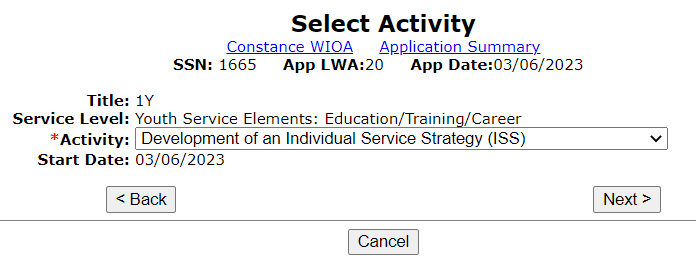 Select Activity
Constance WIOA Application Summary
SSN: 1665 App LWA:20 App Date:03/06/2023
Title: 1Y
Service Level: Youth Service Elements: Education/Training/Career
*Activity: Development of an Individual Service Strategy (ISS)
Start Date: 03/06/2023
< Back Next >
Cancel